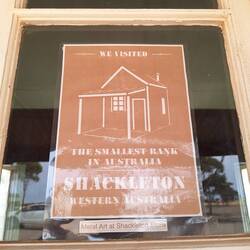 WE VISITED
THE SMALLEST BANK
IN AUSTRALIA
SHACKLETON
WESTERN AUSTRALIA
Metal Art at Shackleton